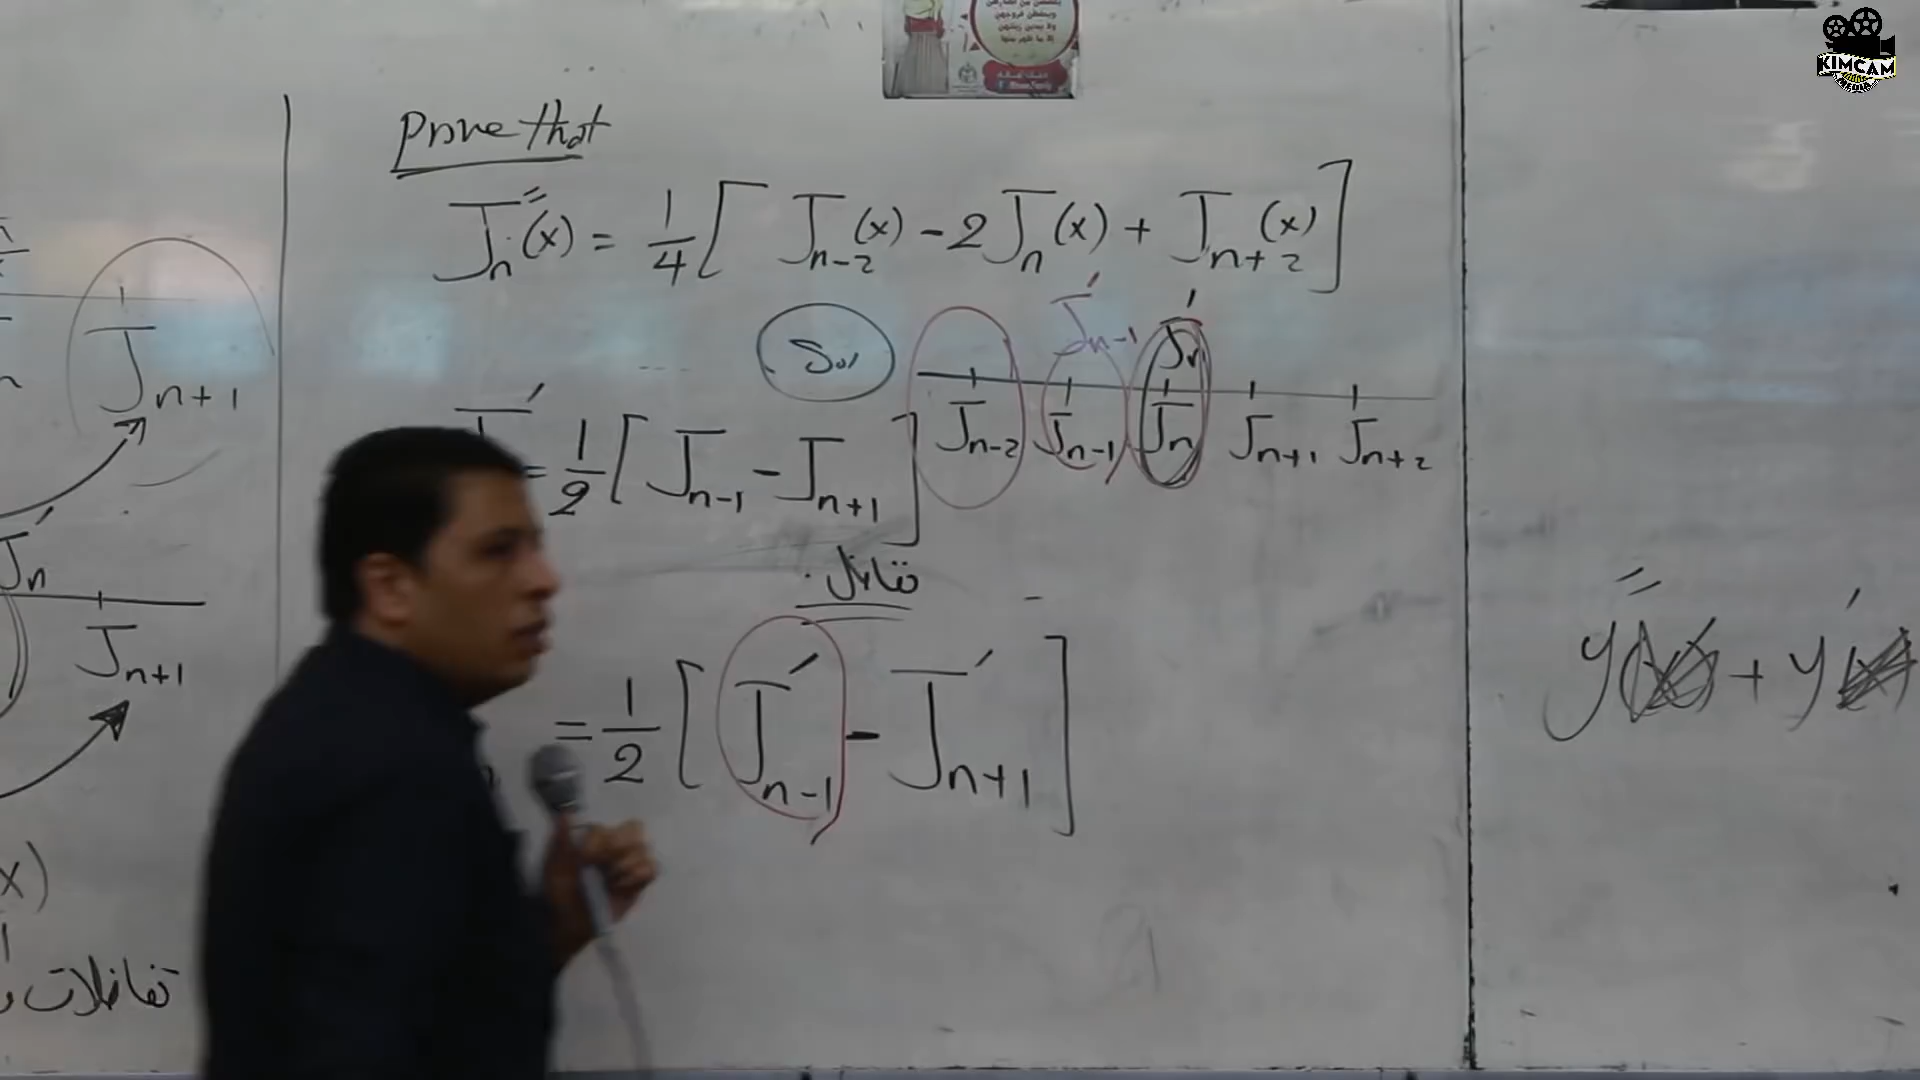 KIMCAM
Prove that
J″n(x) = 1/4 [ Jn-2(x) - 2Jn(x) + Jn+2(x) ]
Sol
J′n-1 J′n
Jn-2 Jn-1 Jn Jn+1 Jn+2
= 1/2 [ Jn-1 - Jn+1 ]
تفاضل
= 1/2 [ J′n-1 - J′n+1 ]
Jn+1
J′n
Jn+1
x)
تفاضلات
y″ + y′